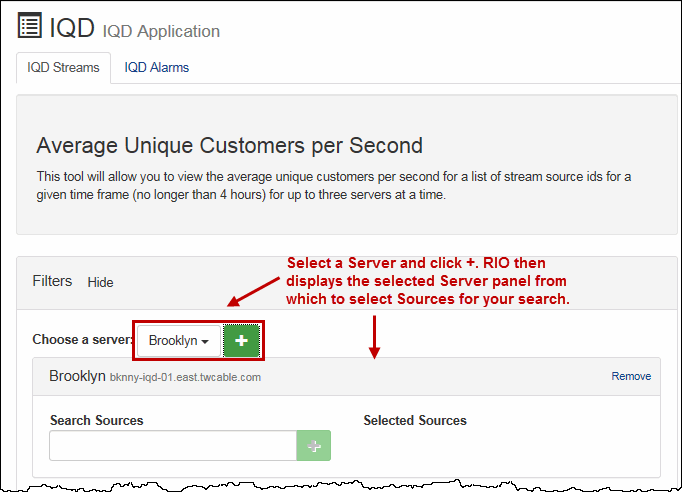 IQD IQD Application
IQD Streams IQD Alarms
Average Unique Customers per Second
This tool will allow you to view the average unique customers per second for a list of stream source ids for a
given time frame (no longer than 4 hours) for up to three servers at a time.
Select a Server and click +. RIO then
displays the selected Server panel from
which to select Sources for your search.
Filters Hide
Choose a server: Brooklyn +
Brooklyn bknny-iqd-01.east.twcable.com Remove
Search Sources Selected Sources
+